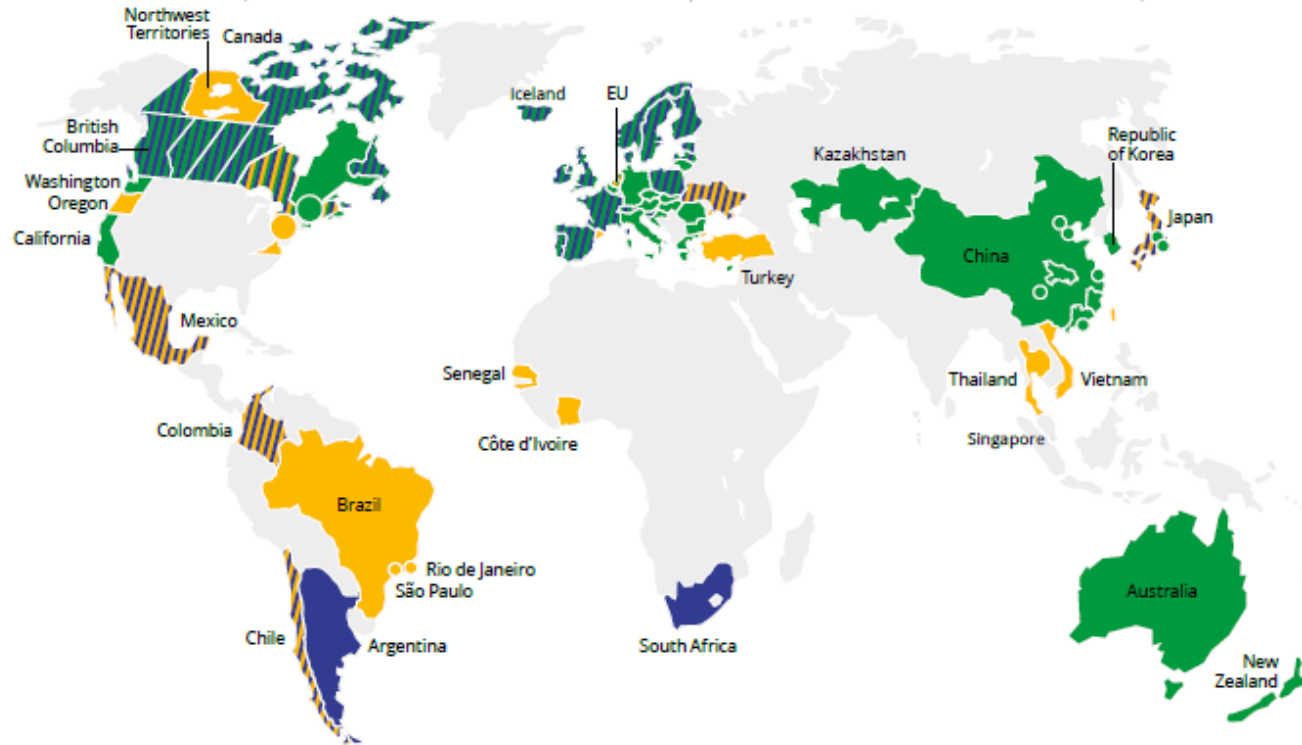 Northwest
Territories
Canada
British
Columbia
Washington
Oregon
California
Mexico
Colombia
Brazil
Rio de Janeiro
São Paulo
Chile
Argentina
Iceland
EU
Turkey
Senegal
Côte d'Ivoire
South Africa
Kazakhstan
Republic
of Korea
Japan
China
Thailand
Vietnam
Singapore
Australia
New
Zealand